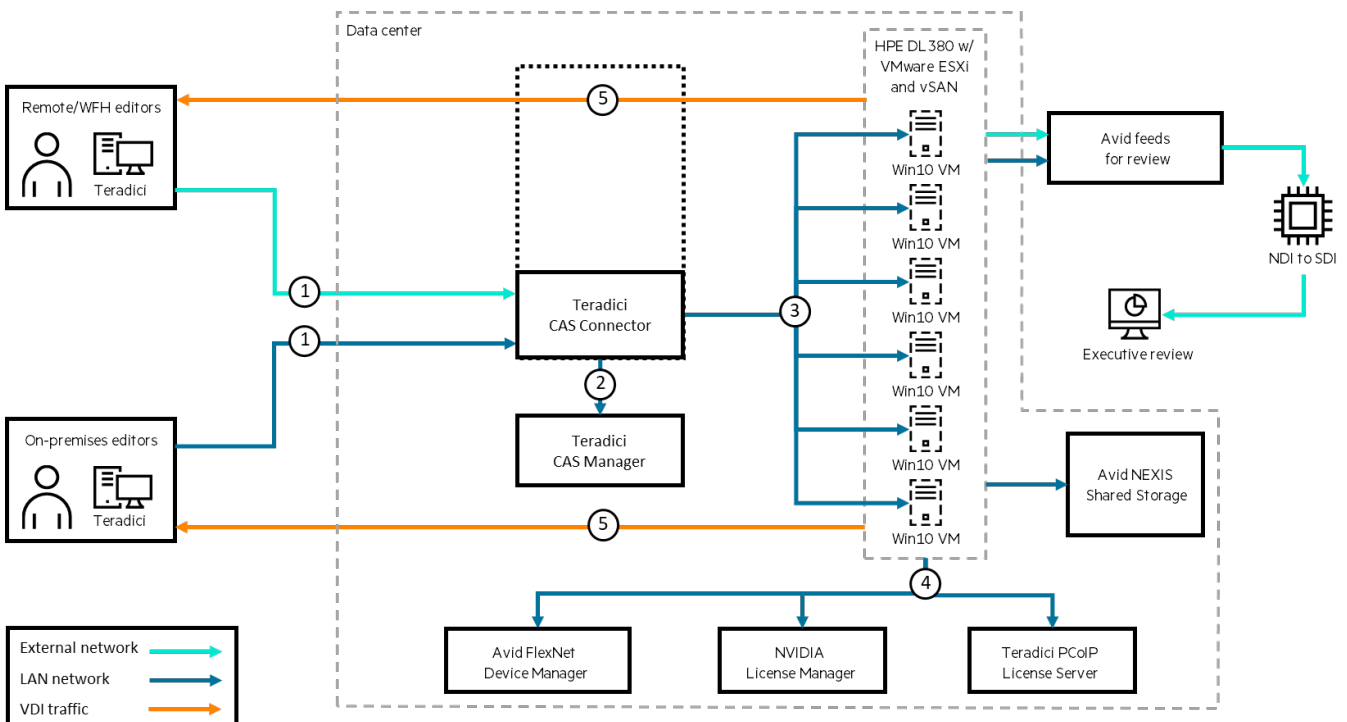 Data center
HPE DL380 w/
VMware ESXi
and vSAN
Remote/WFH editors
Teradici
5
Win10 VM
Avid feeds
for review
Win10 VM
NDI to SDI
1
Teradici
CAS Connector
3
Win10 VM
1
Executive review
2
Win10 VM
On-premises editors
Teradici
Teradici
CAS Manager
Win10 VM
Avid NEXIS
Shared Storage
5
Win10 VM
4
External network
LAN network
VDI traffic
Avid FlexNet
Device Manager
NVIDIA
License Manager
Teradici PCoIP
License Server